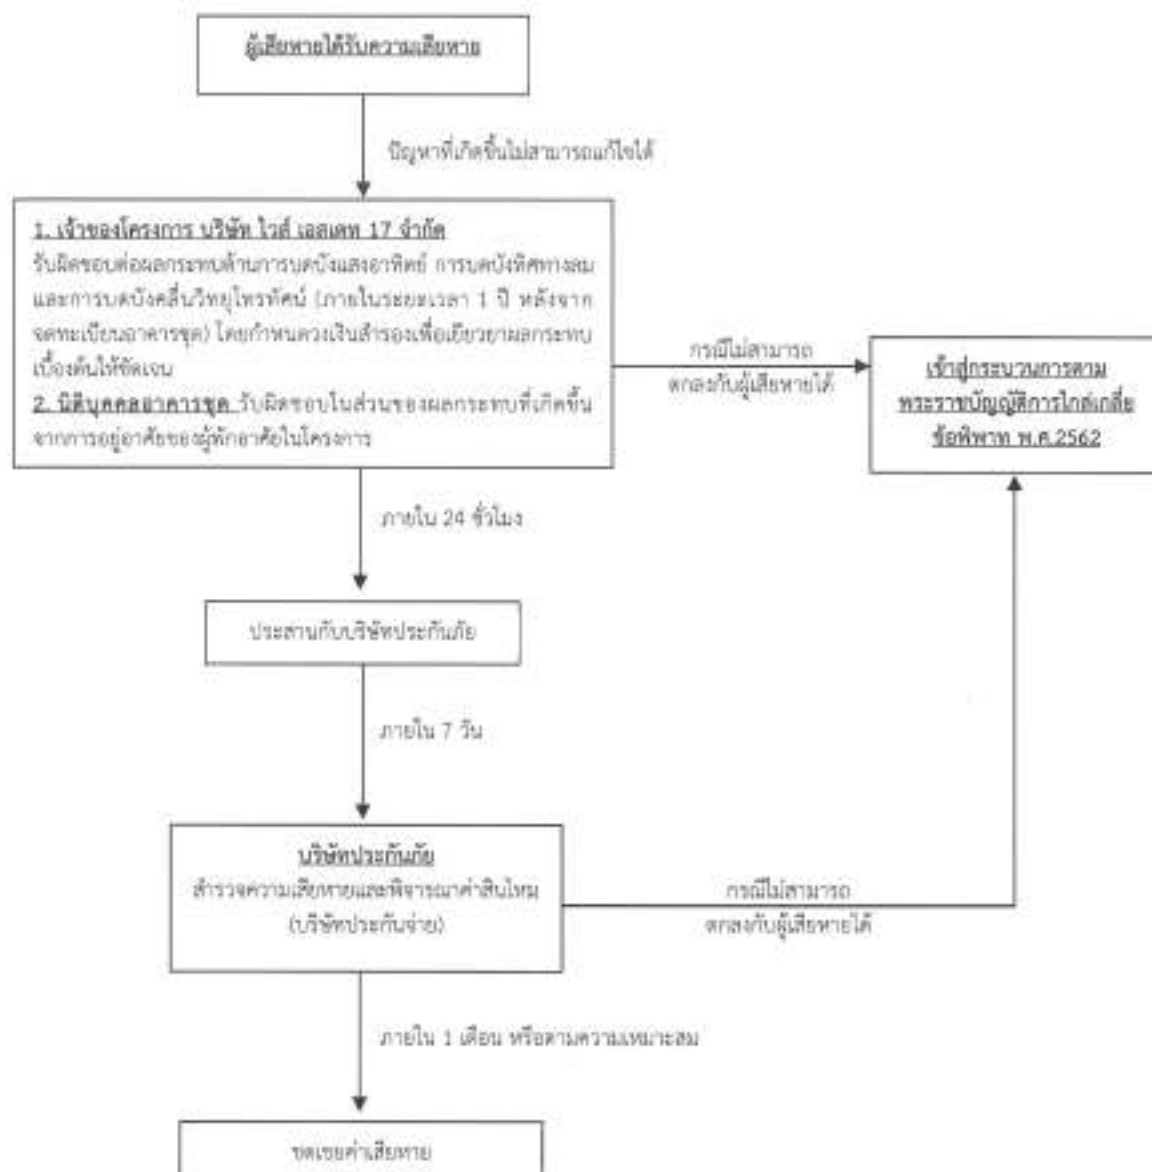 ผู้เสียหายได้รับความเสียหาย
ปัญหาที่เกิดขึ้นไม่สามารถแก้ไขได้
1. เจ้าของโครงการ บริษัท ไวส์ เอสเตท 17 จำกัด
รับผิดชอบต่อผลกระทบด้านการบดบังแสงอาทิตย์ การบดบังทิศทางลม
และการบดบังคลื่นวิทยุโทรทัศน์ (ภายในระยะเวลา 1 ปี หลังจาก
จดทะเบียนอาคารชุด) โดยกำหนดวงเงินสำรองเพื่อเยียวยาผลกระทบ
เบื้องต้นให้ชัดเจน
2. นิติบุคคลอาคารชุด รับผิดชอบในส่วนของผลกระทบที่เกิดขึ้น
จากการอยู่อาศัยของผู้พักอาศัยในโครงการ
กรณีไม่สามารถ
ตกลงกับผู้เสียหายได้
เข้าสู่กระบวนการตาม
พระราชบัญญัติการไกล่เกลี่ย
ข้อพิพาท พ.ศ.2562
ภายใน 24 ชั่วโมง
ประสานกับบริษัทประกันภัย
ภายใน 7 วัน
บริษัทประกันภัย
สำรวจความเสียหายและพิจารณาค่าสินไหม
(บริษัทประกันจ่าย)
กรณีไม่สามารถ
ตกลงกับผู้เสียหายได้
ภายใน 1 เดือน หรือตามความเหมาะสม
ชดเชยค่าเสียหาย